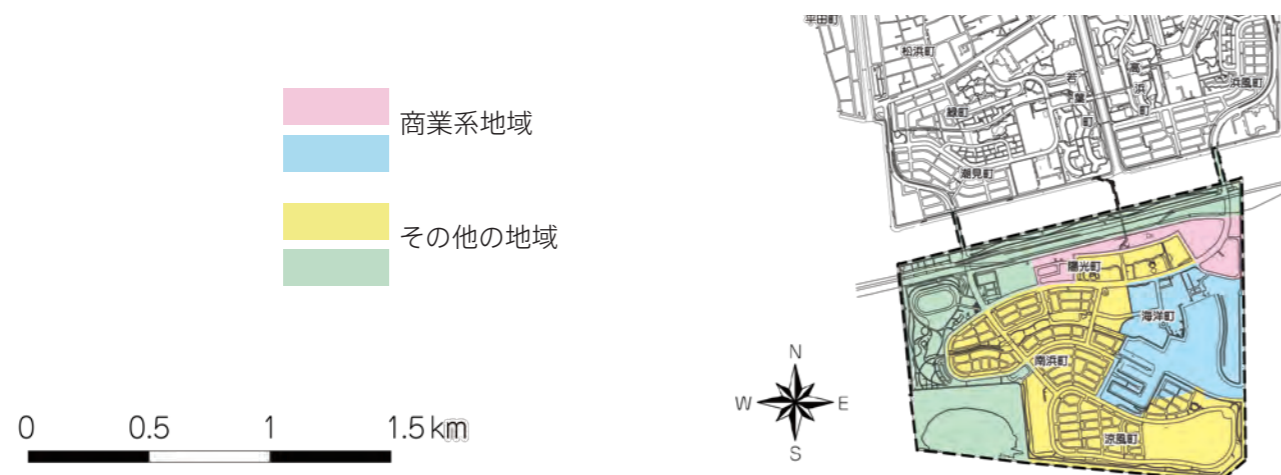 商業系地域
その他の地域
0 0.5 1 1.5 km
平田町
松浜町
緑町
若葉町
高浜町
浜風町
潮見町
陽光町
海洋町
南浜町
涼風町
N
W E
S